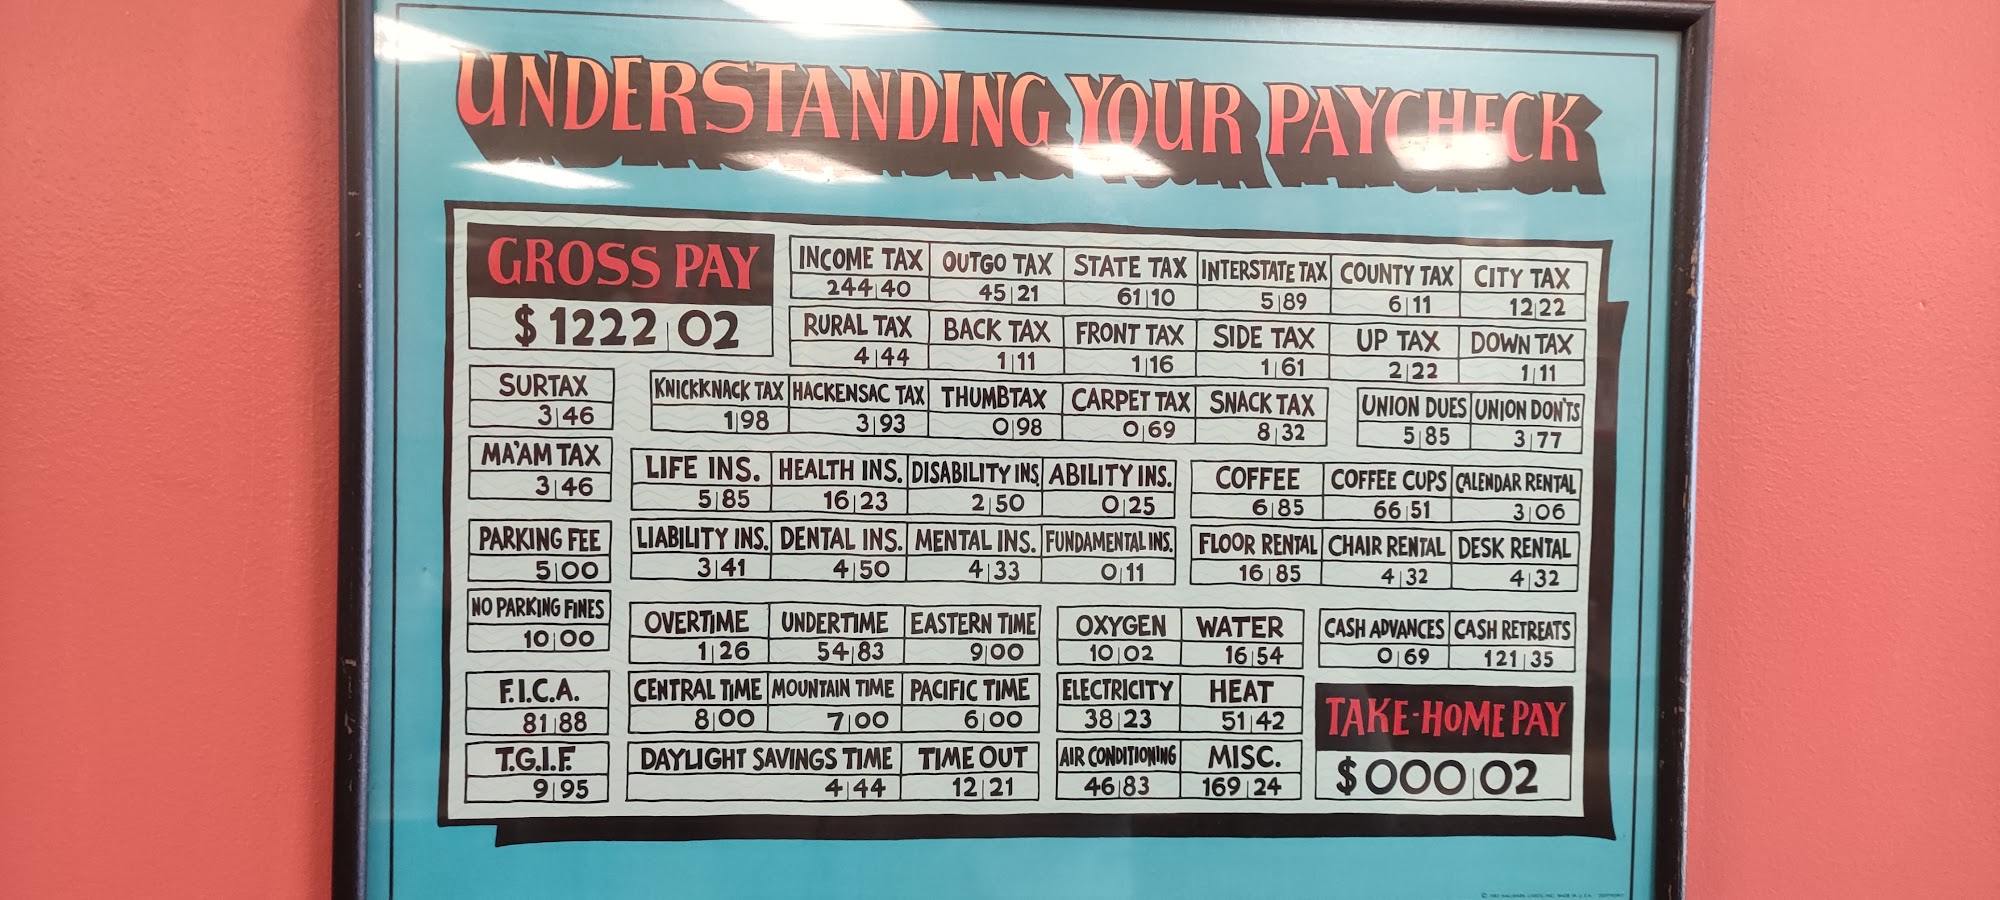 UNDERSTANDING YOUR PAYCHECK
GROSS PAY
$1222|02
INCOME TAX OUTGO TAX STATE TAX INTERSTATE TAX COUNTY TAX CITY TAX
244|40 45|21 61|10 5|89 6|11 12|22
RURAL TAX BACK TAX FRONT TAX SIDE TAX UP TAX DOWN TAX
4|44 1|11 1|16 1|61 2|22 1|11
SURTAX KNICKKNACK TAX HACKENSAC TAX THUMBTAX CARPET TAX SNACK TAX UNION DUES UNION DON'TS
3|46 1|98 3|93 0|98 0|69 8|32 5|85 3|77
MA'AM TAX LIFE INS. HEALTH INS. DISABILITY INS. ABILITY INS. COFFEE COFFEE CUPS CALENDAR RENTAL
3|46 5|85 16|23 2|50 0|25 6|85 66|51 3|06
PARKING FEE LIABILITY INS. DENTAL INS. MENTAL INS. FUNDAMENTAL INS. FLOOR RENTAL CHAIR RENTAL DESK RENTAL
5|00 3|41 4|50 4|33 0|11 16|85 4|32 4|32
NO PARKING FINES OVERTIME UNDERTIME EASTERN TIME OXYGEN WATER CASH ADVANCES CASH RETREATS
10|00 1|26 54|83 9|00 10|02 16|54 0|69 121|35
F.I.C.A. CENTRAL TIME MOUNTAIN TIME PACIFIC TIME ELECTRICITY HEAT
81|88 8|00 7|00 6|00 38|23 51|42
T.G.I.F. DAYLIGHT SAVINGS TIME TIME OUT AIR CONDITIONING MISC.
9|95 4|44 12|21 46|83 169|24
TAKE-HOME PAY
$000|02